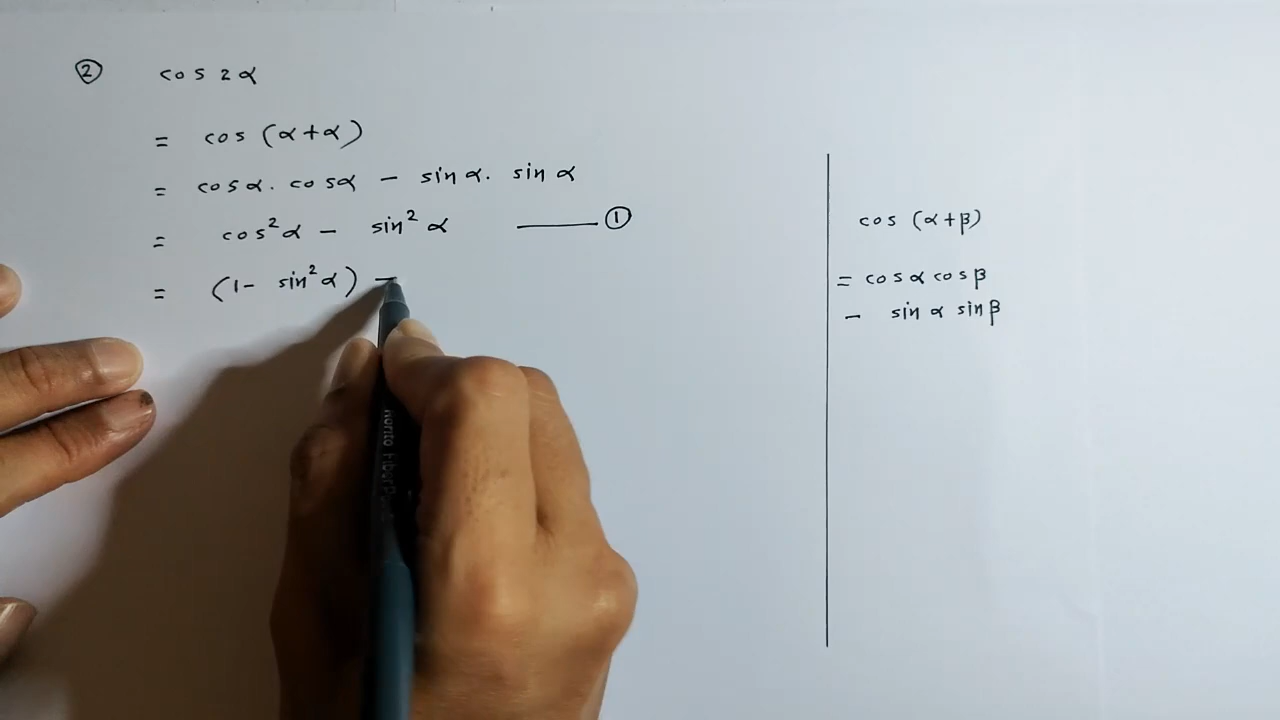 ② cos 2α
= cos (α+α)
= cosα. cosα − sinα. sinα
= cos²α − sin²α ——— ①
= (1- sin²α) −
cos (α+β)
= cosα cosβ
− sinα sinβ